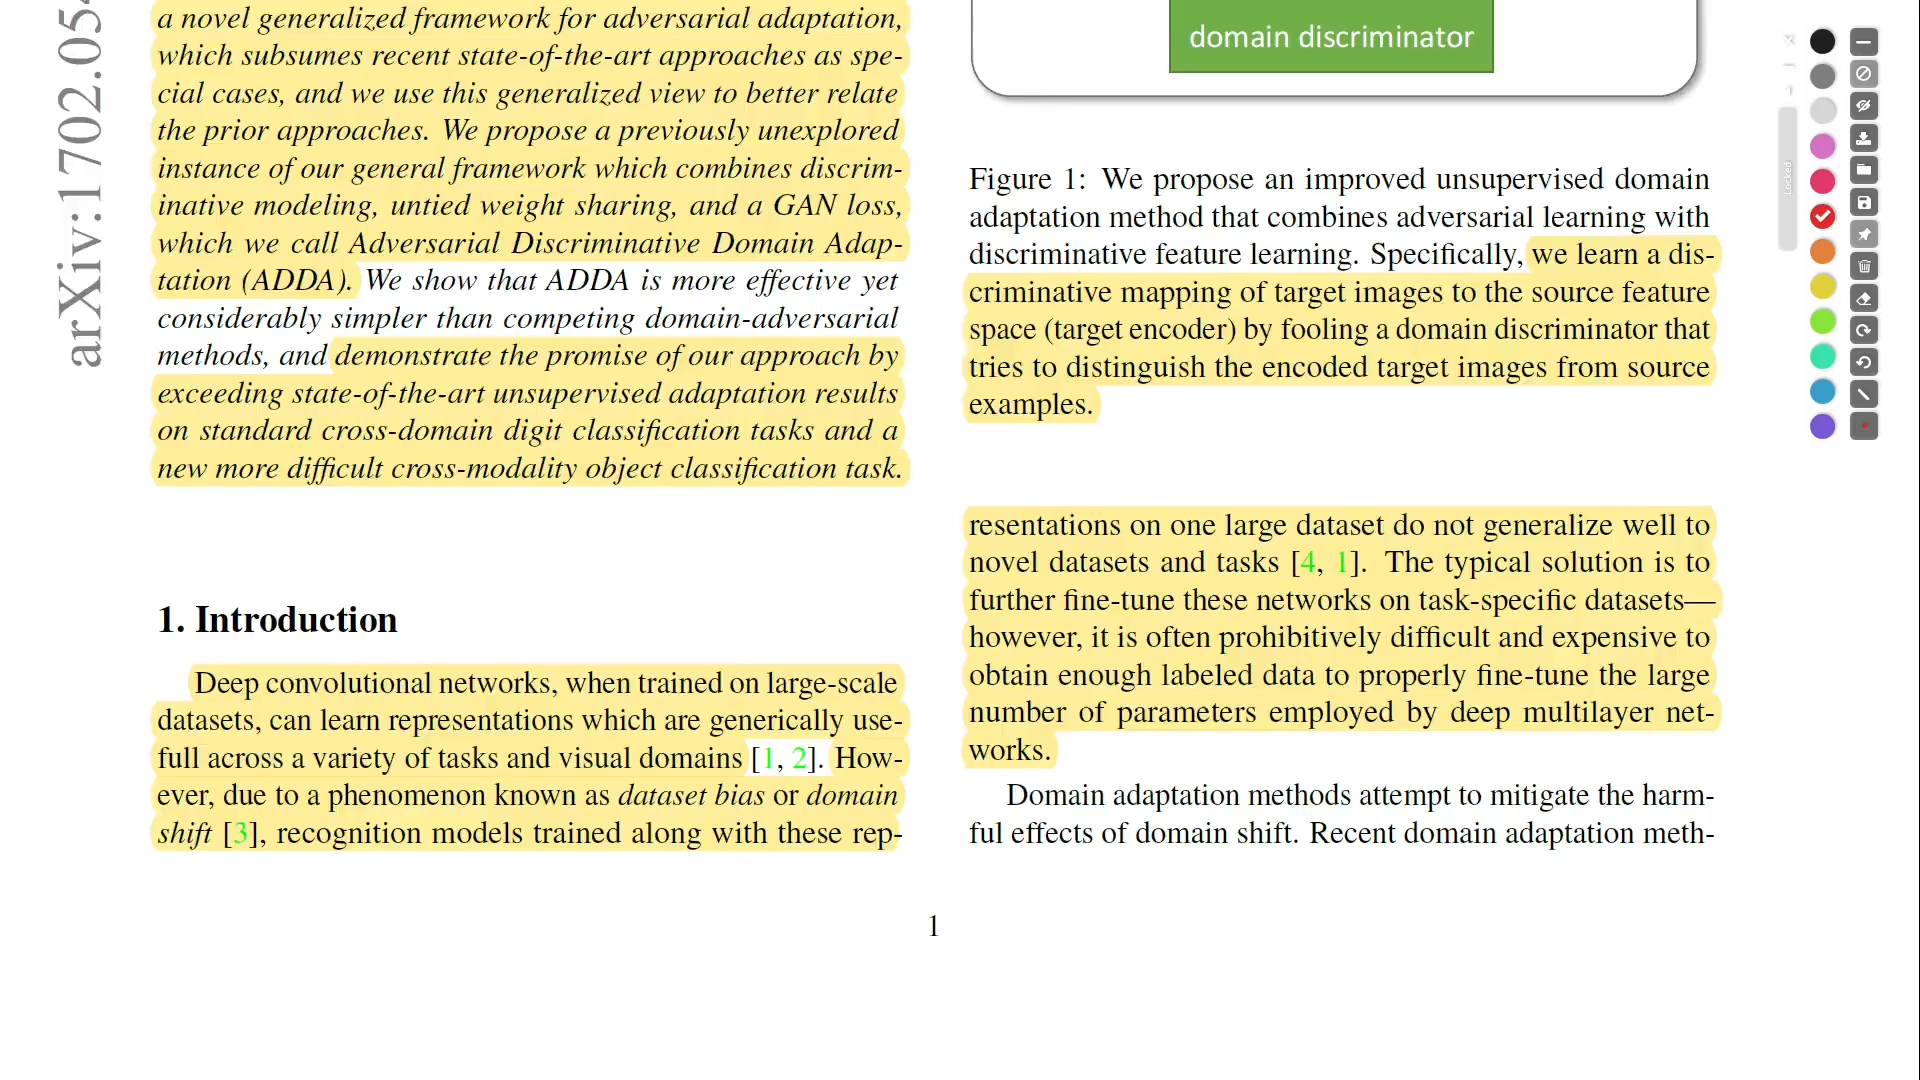 arXiv:1702.054
a novel generalized framework for adversarial adaptation,
which subsumes recent state-of-the-art approaches as spe-
cial cases, and we use this generalized view to better relate
the prior approaches. We propose a previously unexplored
instance of our general framework which combines discrim-
inative modeling, untied weight sharing, and a GAN loss,
which we call Adversarial Discriminative Domain Adap-
tation (ADDA). We show that ADDA is more effective yet
considerably simpler than competing domain-adversarial
methods, and demonstrate the promise of our approach by
exceeding state-of-the-art unsupervised adaptation results
on standard cross-domain digit classification tasks and a
new more difficult cross-modality object classification task.
1. Introduction
Deep convolutional networks, when trained on large-scale
datasets, can learn representations which are generically use-
full across a variety of tasks and visual domains [1, 2]. How-
ever, due to a phenomenon known as dataset bias or domain
shift [3], recognition models trained along with these rep-
domain discriminator
Figure 1: We propose an improved unsupervised domain
adaptation method that combines adversarial learning with
discriminative feature learning. Specifically, we learn a dis-
criminative mapping of target images to the source feature
space (target encoder) by fooling a domain discriminator that
tries to distinguish the encoded target images from source
examples.
resentations on one large dataset do not generalize well to
novel datasets and tasks [4, 1]. The typical solution is to
further fine-tune these networks on task-specific datasets—
however, it is often prohibitively difficult and expensive to
obtain enough labeled data to properly fine-tune the large
number of parameters employed by deep multilayer net-
works.
Domain adaptation methods attempt to mitigate the harm-
ful effects of domain shift. Recent domain adaptation meth-
1
Locked